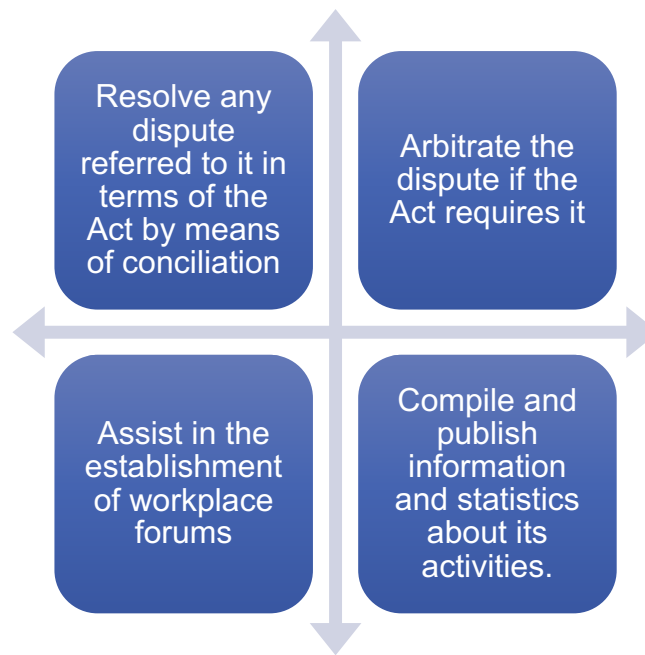 Resolve any
dispute
referred to it in
terms of the
Act by means
of conciliation
Arbitrate the
dispute if the
Act requires it
Assist in the
establishment
of workplace
forums
Compile and
publish
information
and statistics
about its
activities.